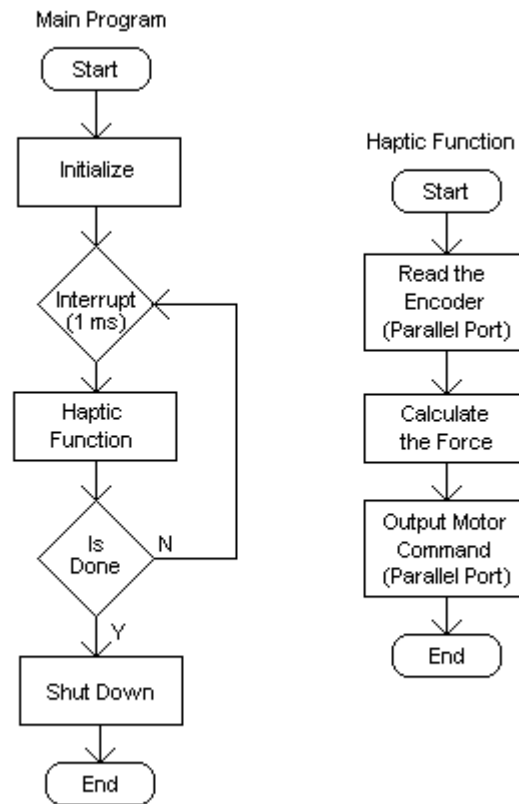 Main Program
Start
Initialize
Interrupt
(1 ms)
Haptic
Function
Is
Done
N
Y
Shut Down
End
Haptic Function
Start
Read the
Encoder
(Parallel Port)
Calculate
the Force
Output Motor
Command
(Parallel Port)
End